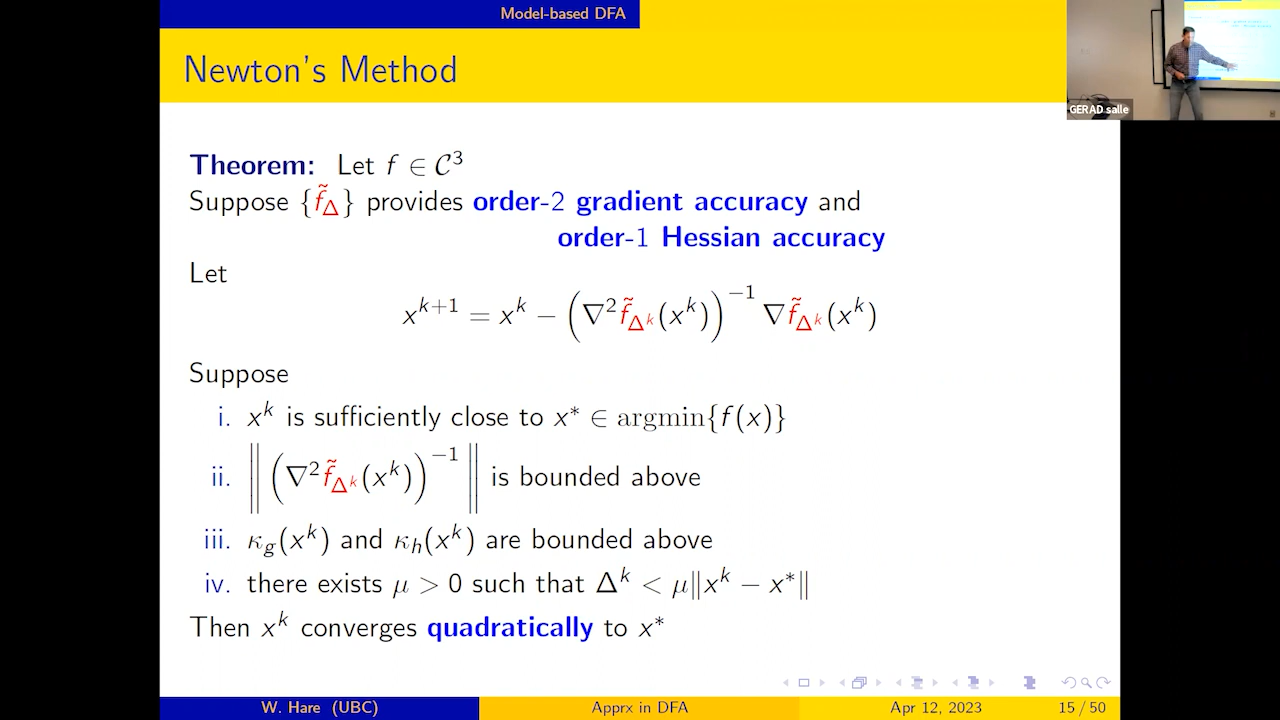 Model-based DFA
Newton's Method
GERAD salle
Theorem: Let f ∈ C³
Suppose {f̃_Δ} provides order-2 gradient accuracy and
order-1 Hessian accuracy
Let
x^{k+1} = x^k − (∇²f̃_{Δ^k}(x^k))^{−1} ∇f̃_{Δ^k}(x^k)
Suppose
i. x^k is sufficiently close to x* ∈ argmin{f(x)}
ii. ‖(∇²f̃_{Δ^k}(x^k))^{−1}‖ is bounded above
iii. κ_g(x^k) and κ_h(x^k) are bounded above
iv. there exists μ > 0 such that Δ^k < μ‖x^k − x*‖
Then x^k converges quadratically to x*
W. Hare (UBC) Apprx in DFA Apr 12, 2023 15 / 50